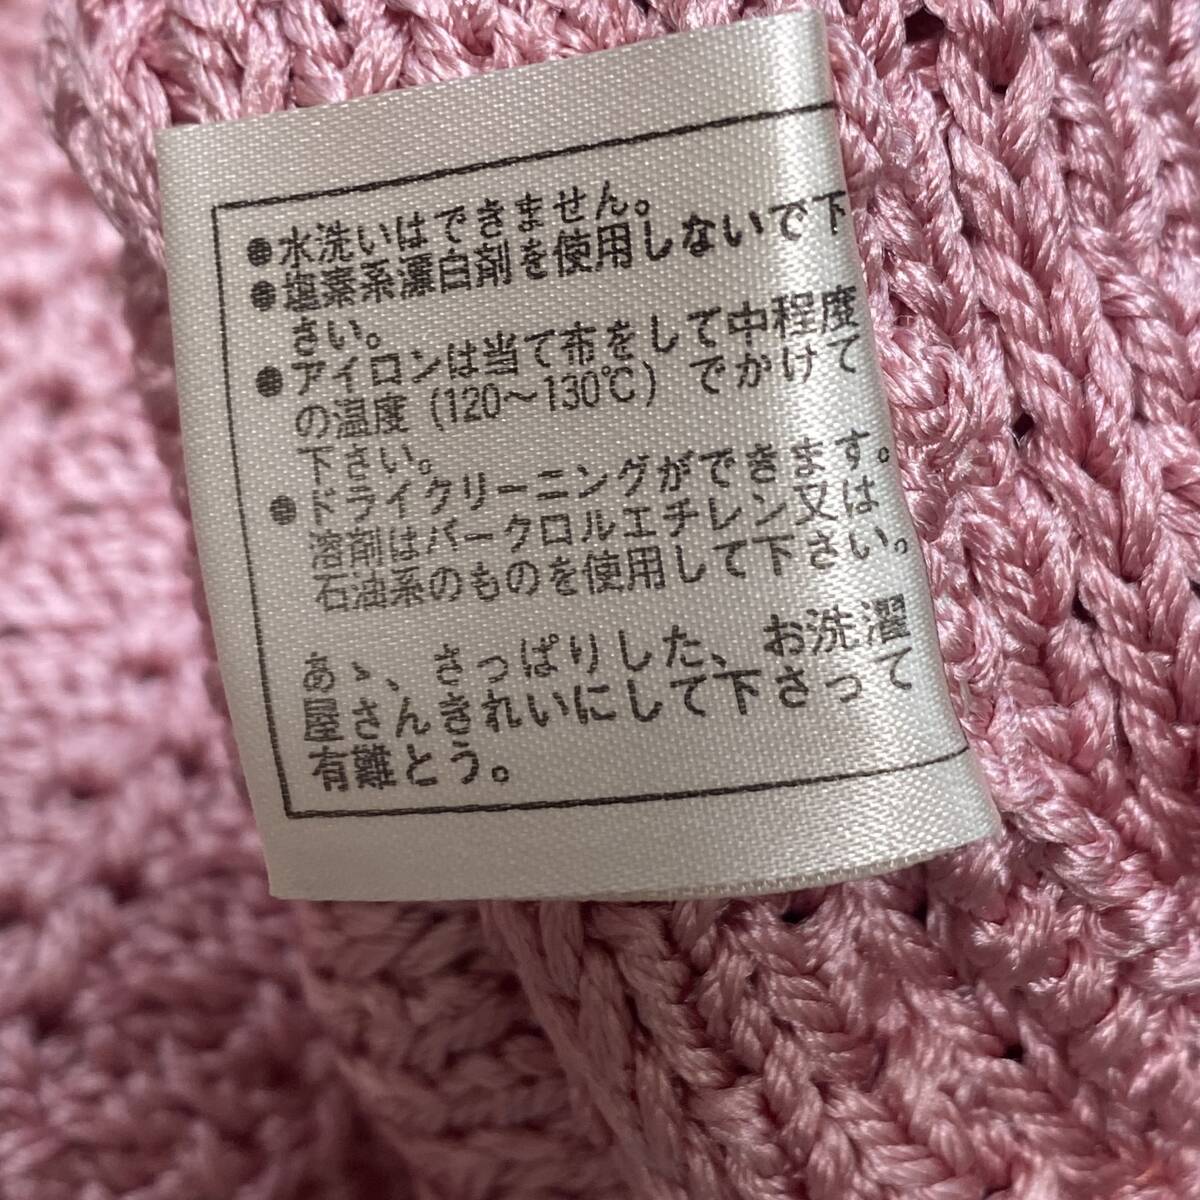 ●水洗いはできません。
●塩素系漂白剤を使用しないで下
さい。
●アイロンは当て布をして中程度
の温度(120～130℃)でかけて
下さい。
●ドライクリーニングができます。
溶剤はパークロルエチレン又は
石油系のものを使用して下さい。
あゝ、さっぱりした、お洗濯
屋さんきれいにして下さって
有難とう。